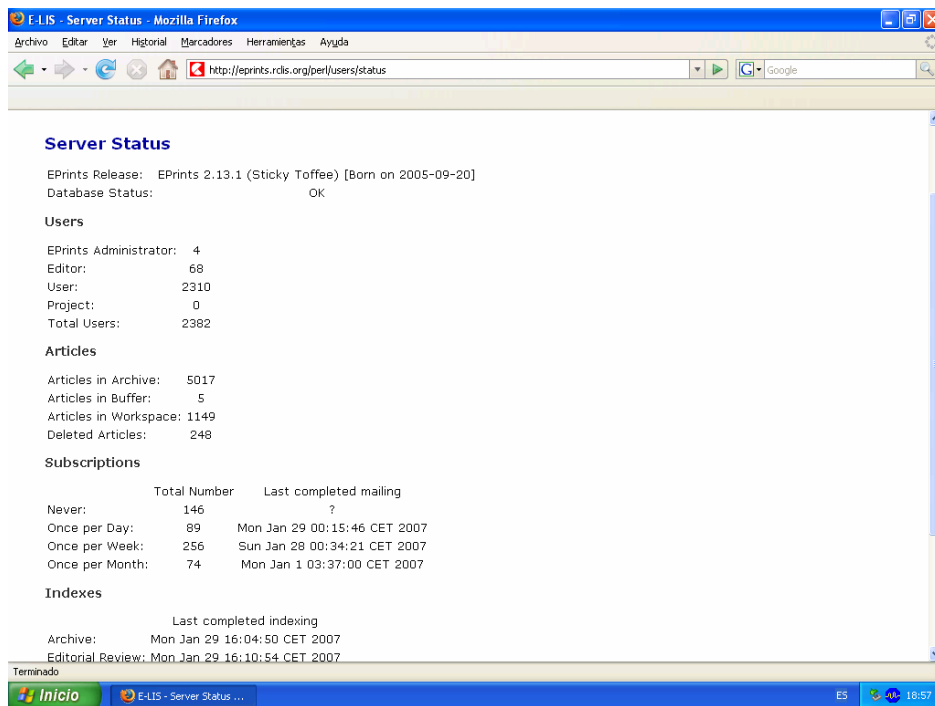 E-LIS - Server Status - Mozilla Firefox
Archivo Editar Ver Historial Marcadores Herramientas Ayuda
http://eprints.rclis.org/perl/users/status G Google
Server Status
EPrints Release: EPrints 2.13.1 (Sticky Toffee) [Born on 2005-09-20]
Database Status: OK
Users
EPrints Administrator: 4
Editor: 68
User: 2310
Project: 0
Total Users: 2382
Articles
Articles in Archive: 5017
Articles in Buffer: 5
Articles in Workspace: 1149
Deleted Articles: 248
Subscriptions
Total Number Last completed mailing
Never: 146 ?
Once per Day: 89 Mon Jan 29 00:15:46 CET 2007
Once per Week: 256 Sun Jan 28 00:34:21 CET 2007
Once per Month: 74 Mon Jan 1 03:37:00 CET 2007
Indexes
Last completed indexing
Archive: Mon Jan 29 16:04:50 CET 2007
Editorial Review: Mon Jan 29 16:10:54 CET 2007
Terminado
Inicio E-LIS - Server Status ... ES 18:57